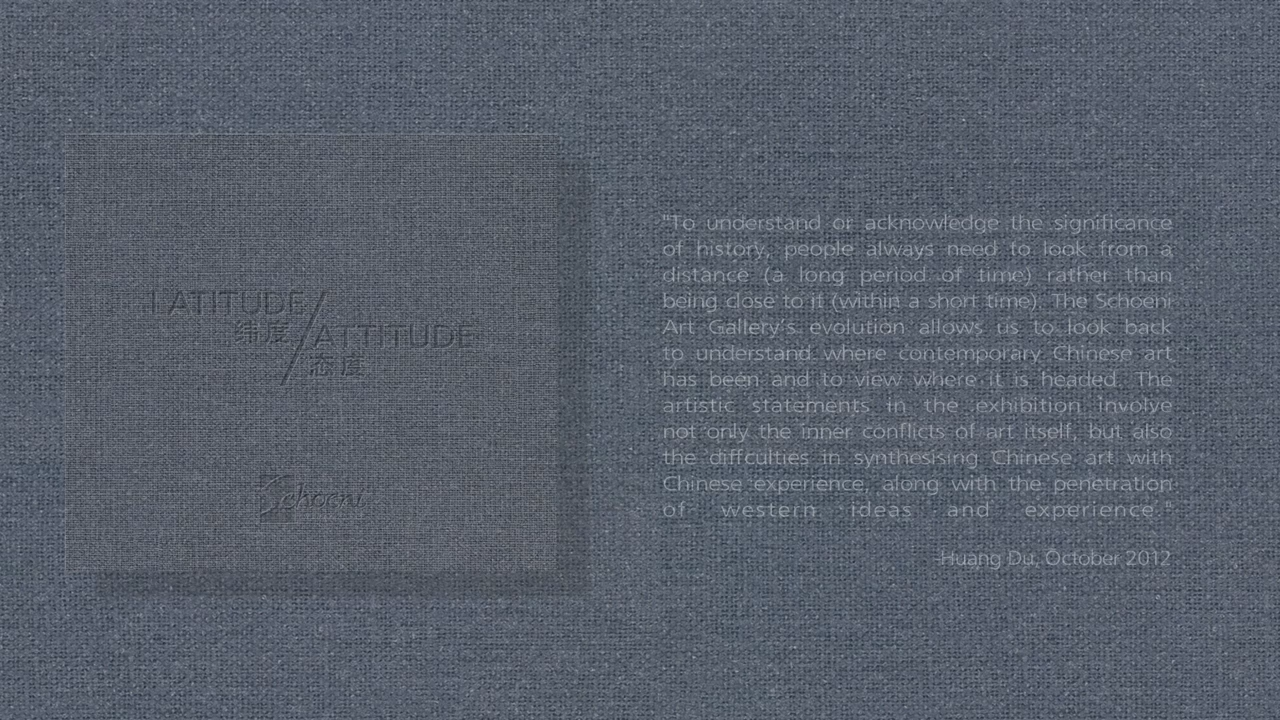 LATITUDE/
纬度/ATTITUDE
态度
Schoeni
"To understand or acknowledge the significance
of history, people always need to look from a
distance (a long period of time) rather than
being close to it (within a short time). The Schoeni
Art Gallery's evolution allows us to look back
to understand where contemporary Chinese art
has been and to view where it is headed. The
artistic statements in the exhibition involve
not only the inner conflicts of art itself, but also
the diffculties in synthesising Chinese art with
Chinese experience, along with the penetration
of western ideas and experience."
-Huang Du, October 2012